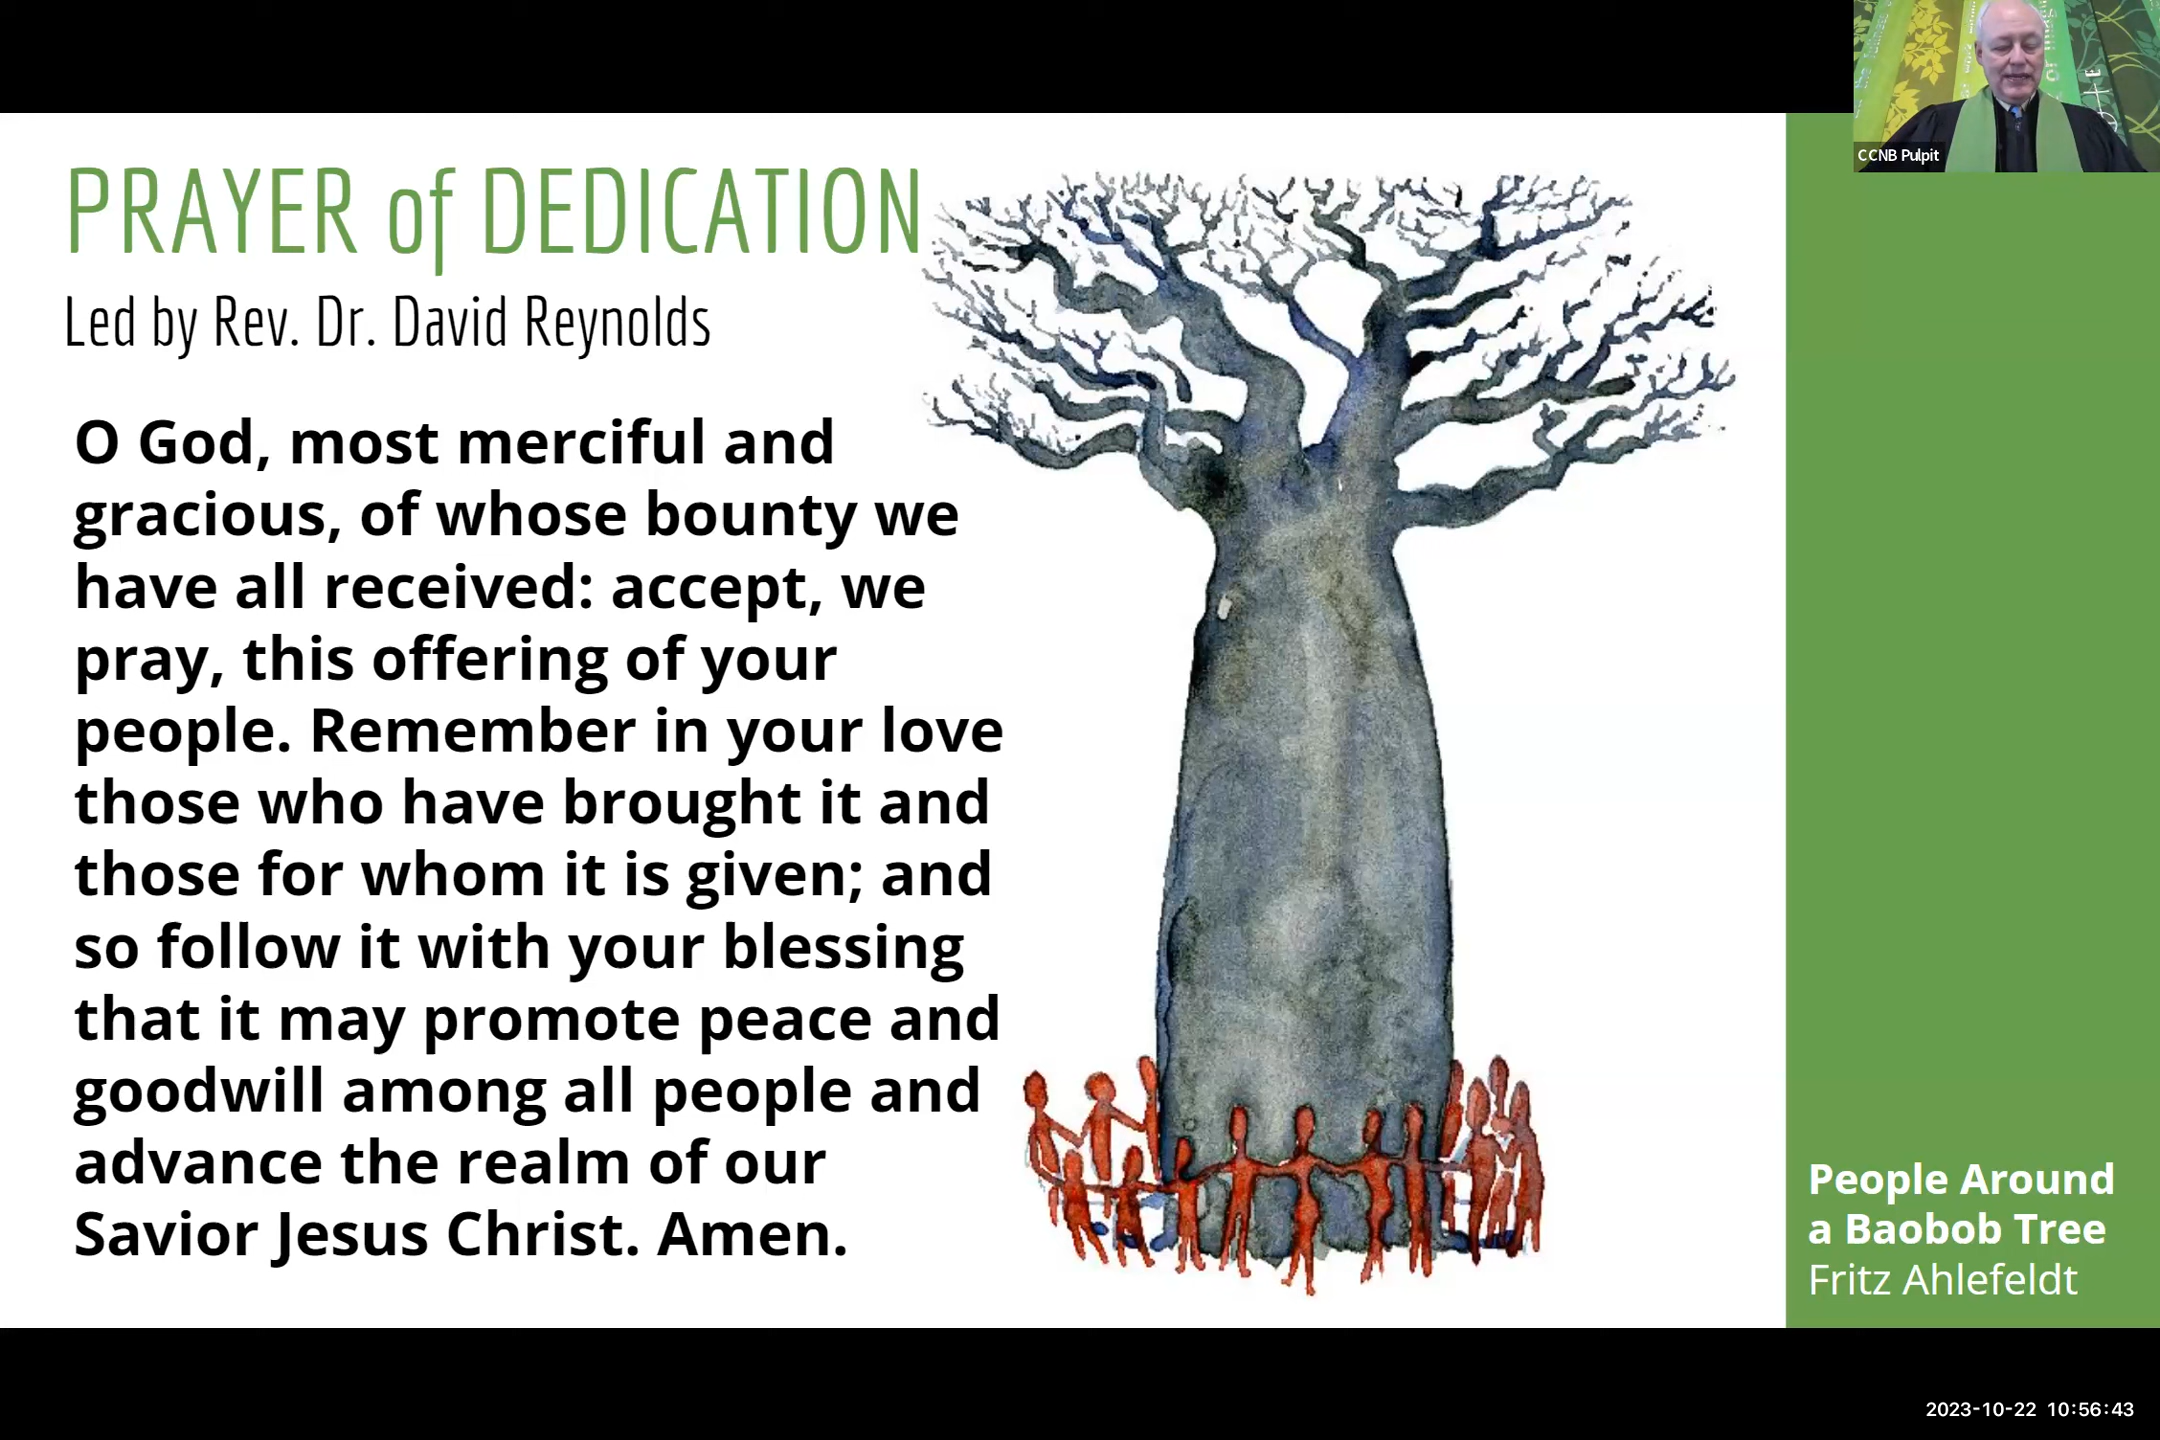 PRAYER of DEDICATION
Led by Rev. Dr. David Reynolds
O God, most merciful and
gracious, of whose bounty we
have all received: accept, we
pray, this offering of your
people. Remember in your love
those who have brought it and
those for whom it is given; and
so follow it with your blessing
that it may promote peace and
goodwill among all people and
advance the realm of our
Savior Jesus Christ. Amen.
CCNB Pulpit
People Around
a Baobob Tree
Fritz Ahlefeldt
2023-10-22 10:56:43